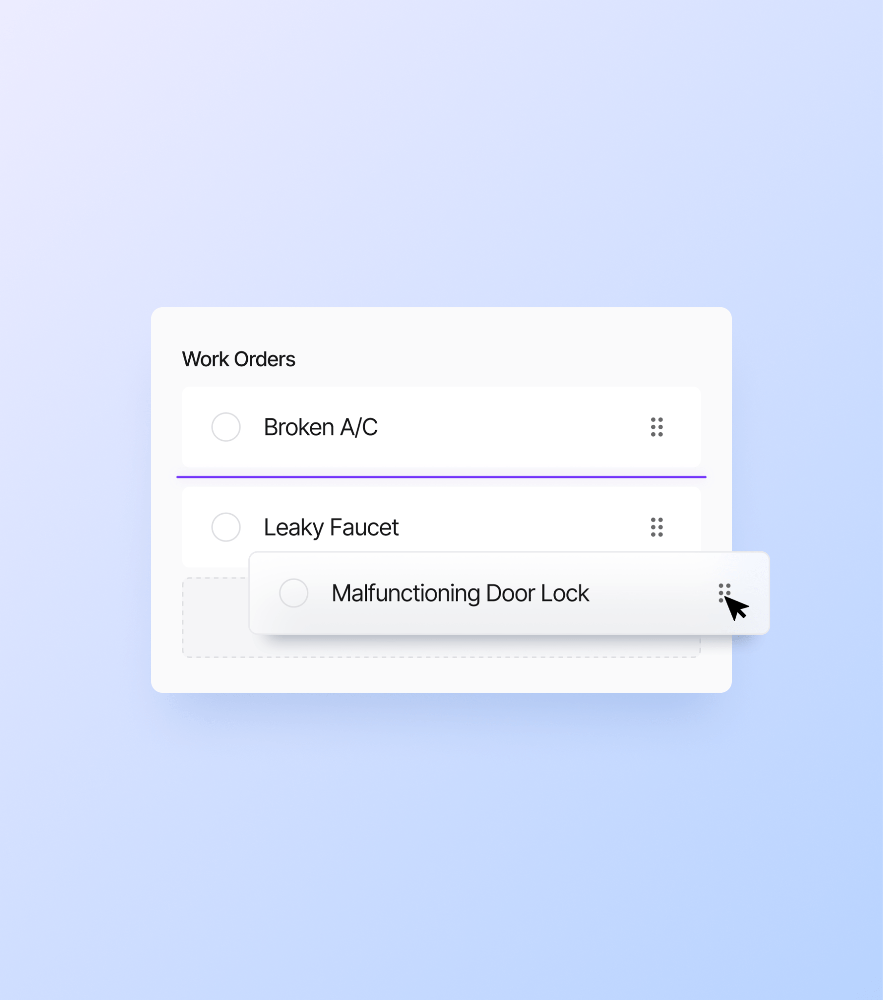 Work Orders
Broken A/C
Leaky Faucet
Malfunctioning Door Lock